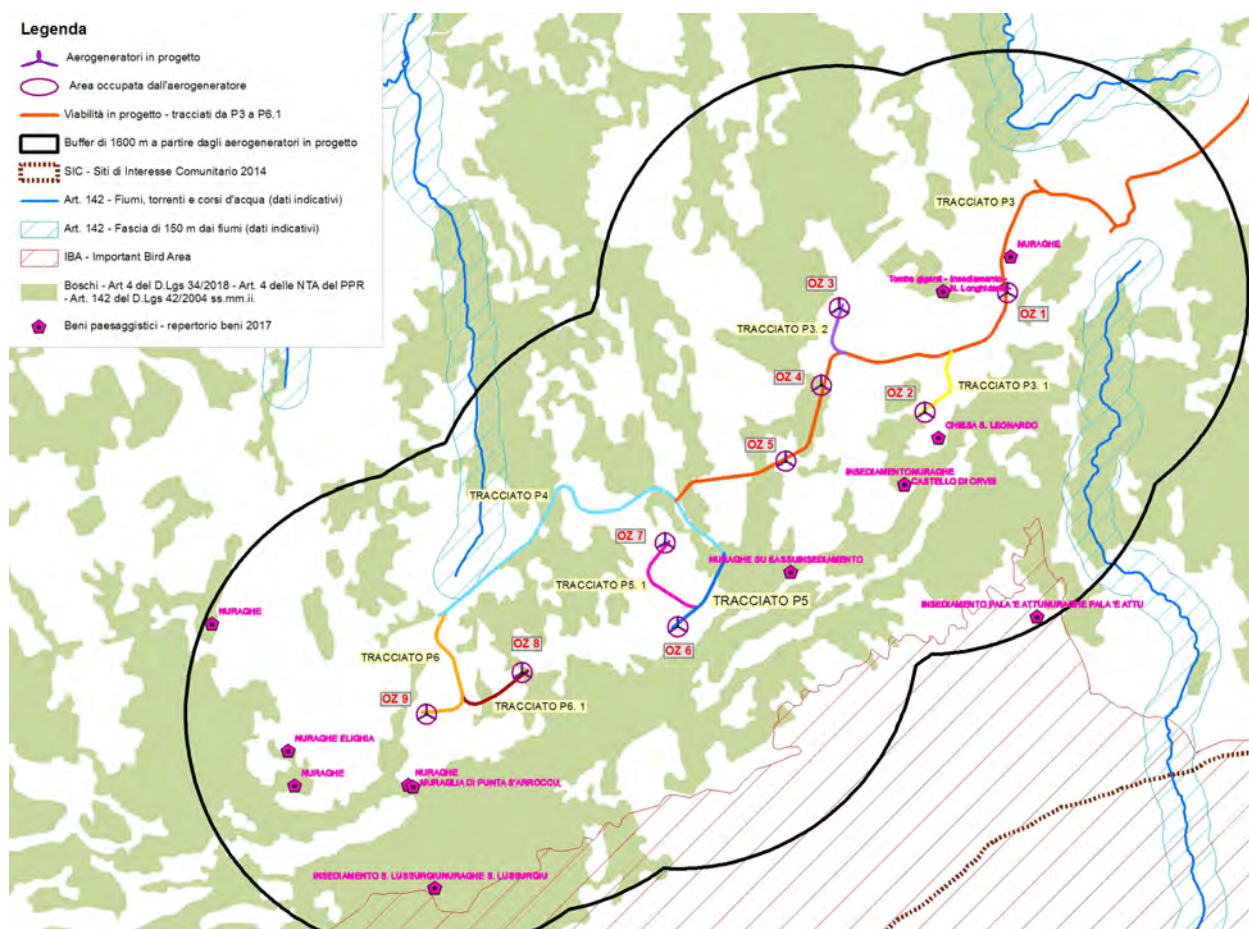 Legenda
Aerogeneratori in progetto
Area occupata dall'aerogeneratore
Viabilità in progetto - tracciati da P3 a P6.1
Buffer di 1600 m a partire dagli aerogeneratori in progetto
SIC - Siti di Interesse Comunitario 2014
Art. 142 - Fiumi, torrenti e corsi d'acqua (dati indicativi)
Art. 142 - Fascia di 150 m dai fiumi (dati indicativi)
IBA - Important Bird Area
Boschi - Art 4 del D.Lgs 34/2018 - Art. 4 delle NTA del PPR
- Art. 142 del D.Lgs 42/2004 ss.mm.ii.
Beni paesaggistici - repertorio beni 2017
TRACCIATO P3
NURAGHE
Tombe giganti - Insediamento -
OZ 3
OZ 1
TRACCIATO P3. 2
OZ 4
OZ 2
TRACCIATO P3. 1
CHIESA S. LEONARDO
OZ 5
INSEDIAMENTONURAGHE
CASTELLO DI ORVEI
TRACCIATO P4
OZ 7
NURAGHE SU SASSUINSEDIAMENTO
TRACCIATO P5. 1
TRACCIATO P5
INSEDIAMENTO PALA'E ATTUNURAGHE PALA'E ATTU
NURAGHE
OZ 6
OZ 8
TRACCIATO P6
OZ 9
TRACCIATO P6. 1
NURAGHE ELIGHIA
NURAGHE
NURAGHE
MURAGLIA DI PUNTA S'ARROCCU,
INSEDIAMENTO S. LUSSURGIUNURAGHE S. LUSSURGIU